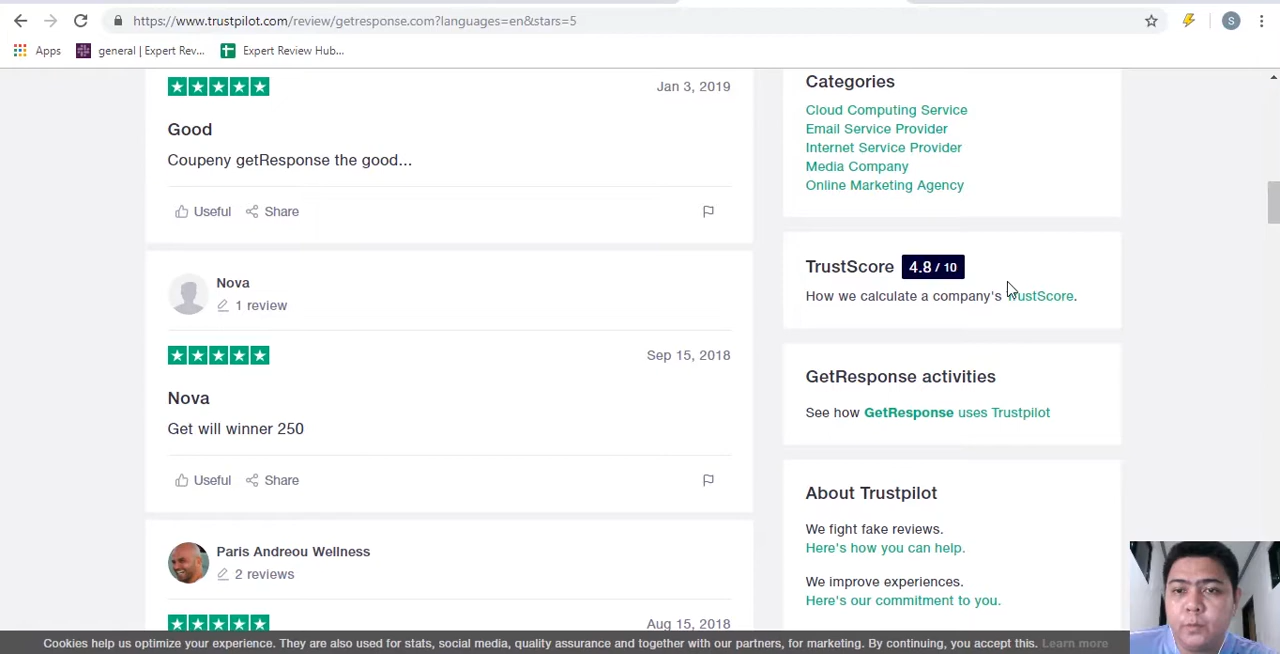 https://www.trustpilot.com/review/getresponse.com?languages=en&stars=5
S
Apps
general | Expert Rev...
Expert Review Hub...
Jan 3, 2019
Good
Coupeny getResponse the good...
Useful
Share
Nova
1 review
Sep 15, 2018
Nova
Get will winner 250
Useful
Share
Paris Andreou Wellness
2 reviews
Aug 15, 2018
Categories
Cloud Computing Service
Email Service Provider
Internet Service Provider
Media Company
Online Marketing Agency
TrustScore 4.8 / 10
How we calculate a company's TrustScore.
GetResponse activities
See how GetResponse uses Trustpilot
About Trustpilot
We fight fake reviews.
Here's how you can help.
We improve experiences.
Here's our commitment to you.
Cookies help us optimize your experience. They are also used for stats, social media, quality assurance and together with our partners, for marketing. By continuing, you accept this. Learn more